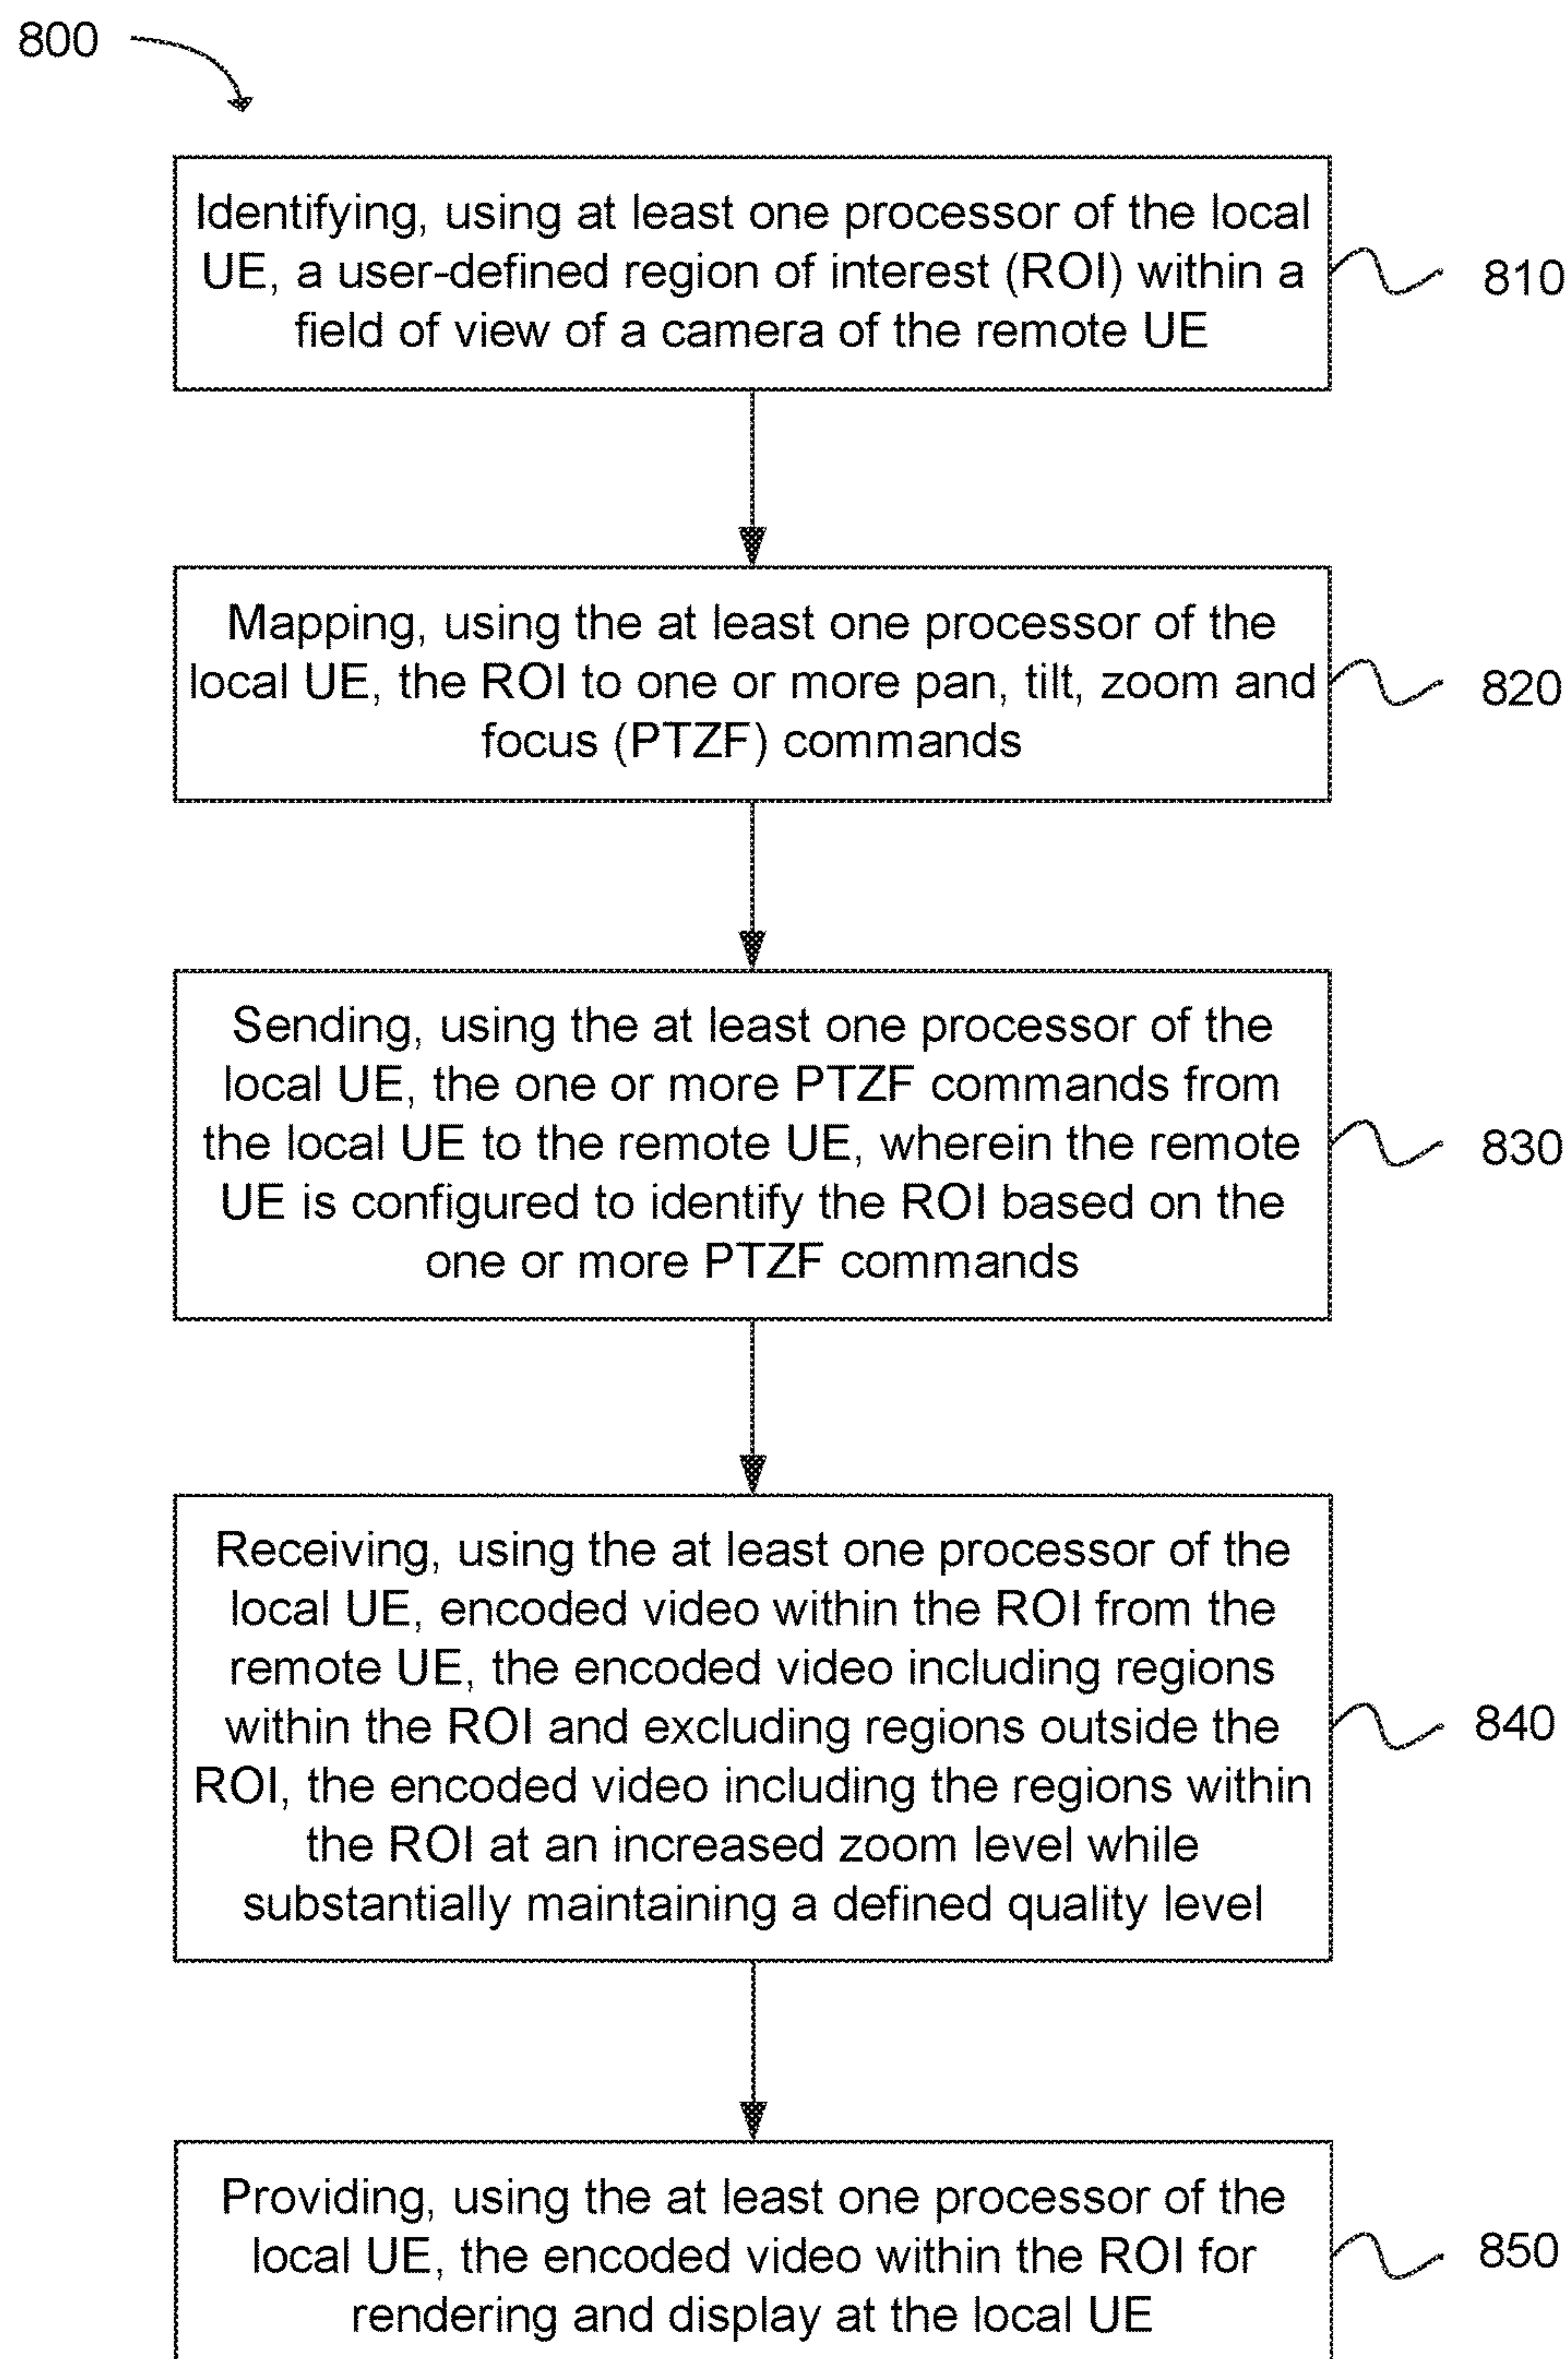 800
Identifying, using at least one processor of the local
UE, a user-defined region of interest (ROI) within a
field of view of a camera of the remote UE
810
Mapping, using the at least one processor of the
local UE, the ROI to one or more pan, tilt, zoom and
focus (PTZF) commands
820
Sending, using the at least one processor of the
local UE, the one or more PTZF commands from
the local UE to the remote UE, wherein the remote
UE is configured to identify the ROI based on the
one or more PTZF commands
830
Receiving, using the at least one processor of the
local UE, encoded video within the ROI from the
remote UE, the encoded video including regions
within the ROI and excluding regions outside the
ROI, the encoded video including the regions within
the ROI at an increased zoom level while
substantially maintaining a defined quality level
840
Providing, using the at least one processor of the
local UE, the encoded video within the ROI for
rendering and display at the local UE
850